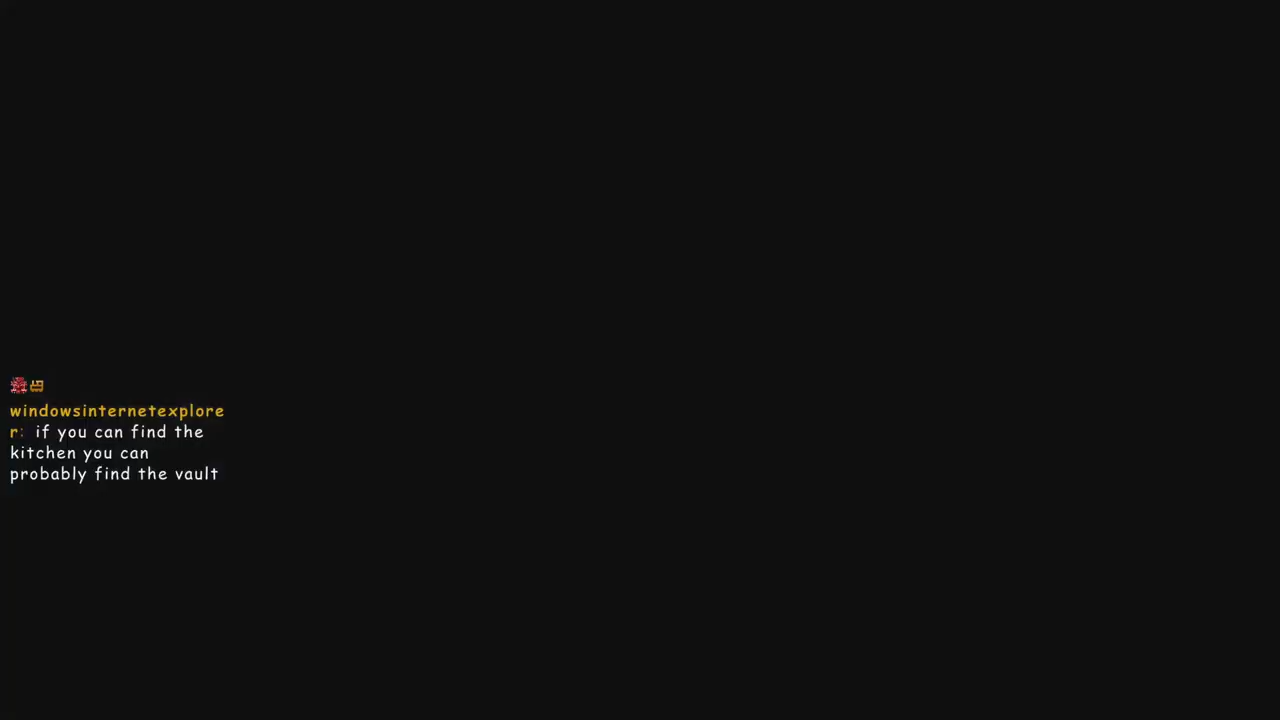 windowsinternetexplore
r: if you can find the
kitchen you can
probably find the vault